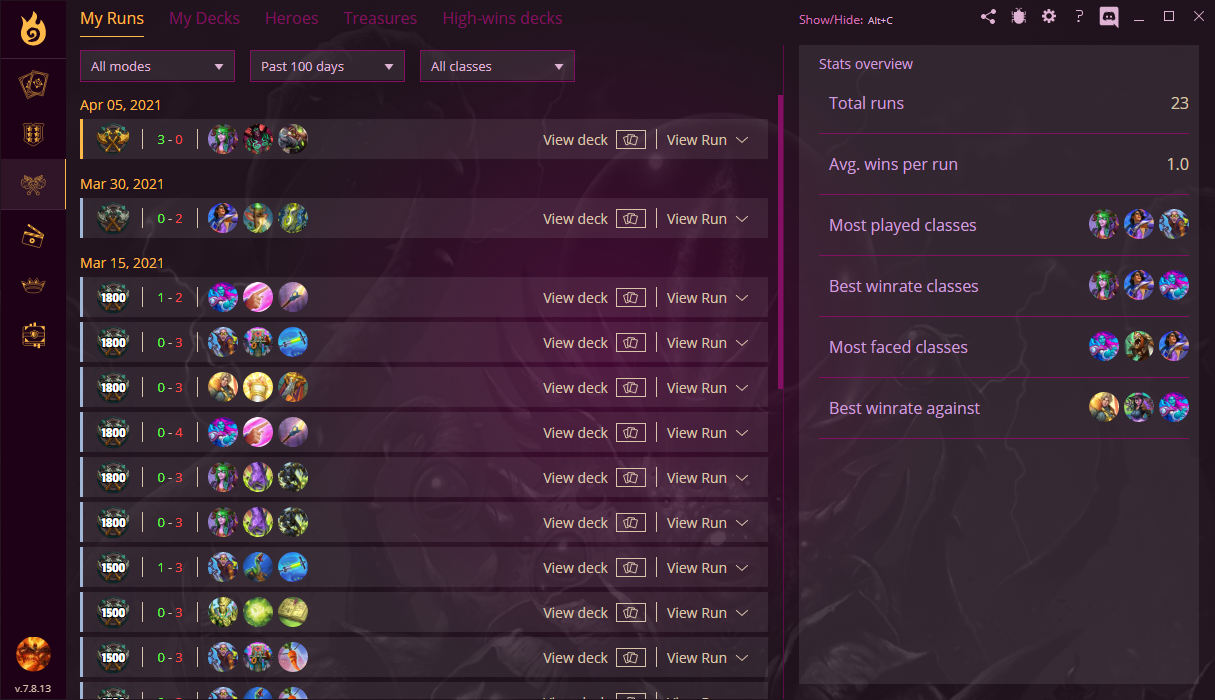 My Runs My Decks Heroes Treasures High-wins decks
Show/Hide: Alt+C
?
All modes Past 100 days All classes
Stats overview
Total runs 23
Avg. wins per run 1.0
Most played classes
Best winrate classes
Most faced classes
Best winrate against
Apr 05, 2021
3 - 0 View deck View Run
Mar 30, 2021
0 - 2 View deck View Run
Mar 15, 2021
1800 1 - 2 View deck View Run
1800 0 - 3 View deck View Run
1800 0 - 3 View deck View Run
1800 0 - 4 View deck View Run
1800 0 - 3 View deck View Run
1800 0 - 3 View deck View Run
1500 1 - 3 View deck View Run
1500 0 - 3 View deck View Run
1500 0 - 3 View deck View Run
v.7.8.13